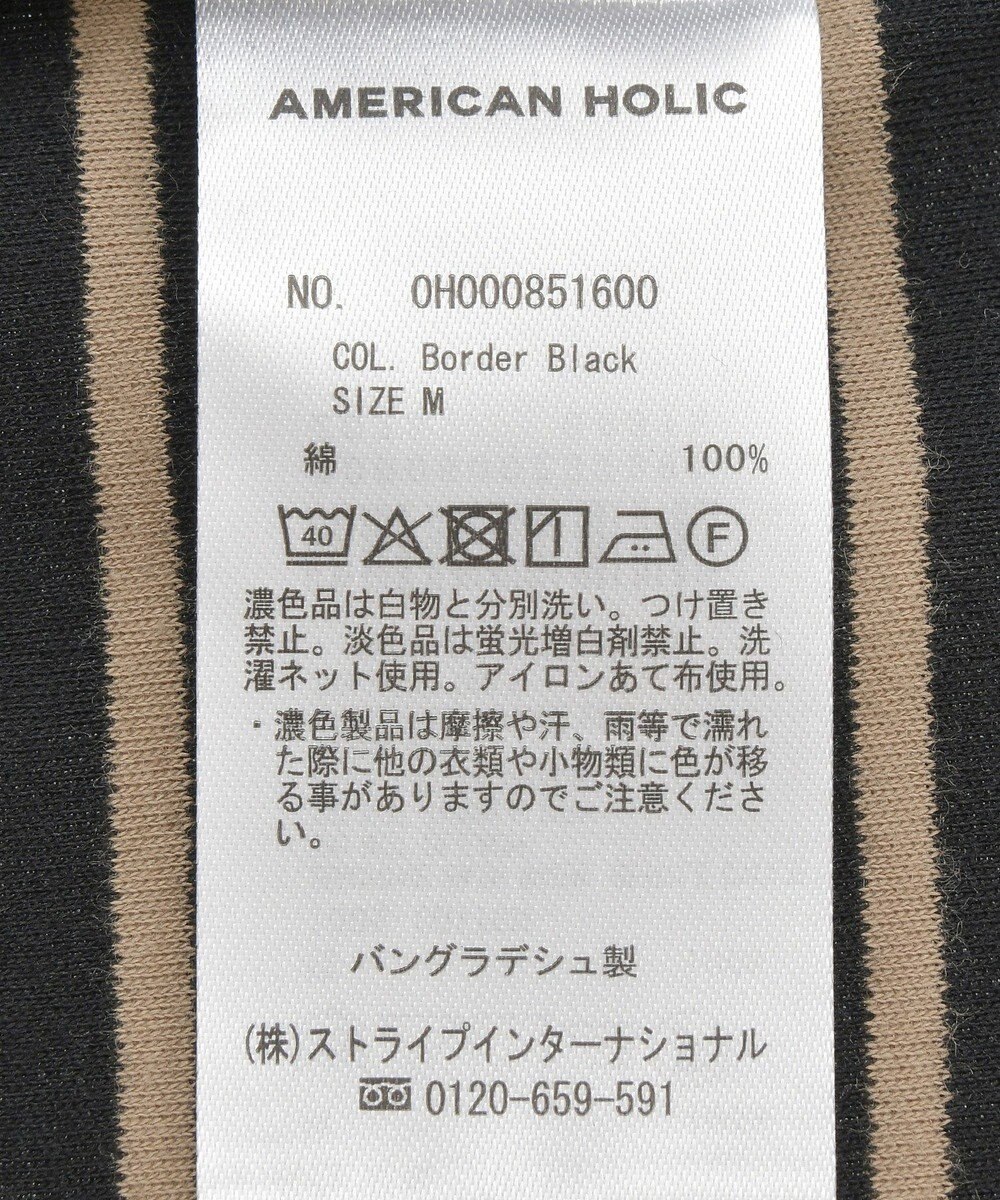 AMERICAN HOLIC
NO. 0H000851600
COL. Border Black
SIZE M
綿 100%
40 F
濃色品は白物と分別洗い。つけ置き
禁止。淡色品は蛍光増白剤禁止。洗
濯ネット使用。アイロンあて布使用。
・濃色製品は摩擦や汗、雨等で濡れ
た際に他の衣類や小物類に色が移
る事がありますのでご注意くださ
い。
バングラデシュ製
(株)ストライプインターナショナル
0120-659-591